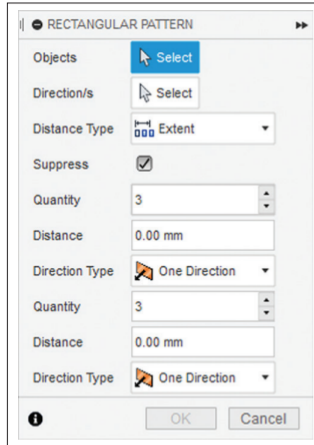 RECTANGULAR PATTERN
Objects Select
Direction/s Select
Distance Type Extent
Suppress
Quantity 3
Distance 0.00 mm
Direction Type One Direction
Quantity 3
Distance 0.00 mm
Direction Type One Direction
OK Cancel